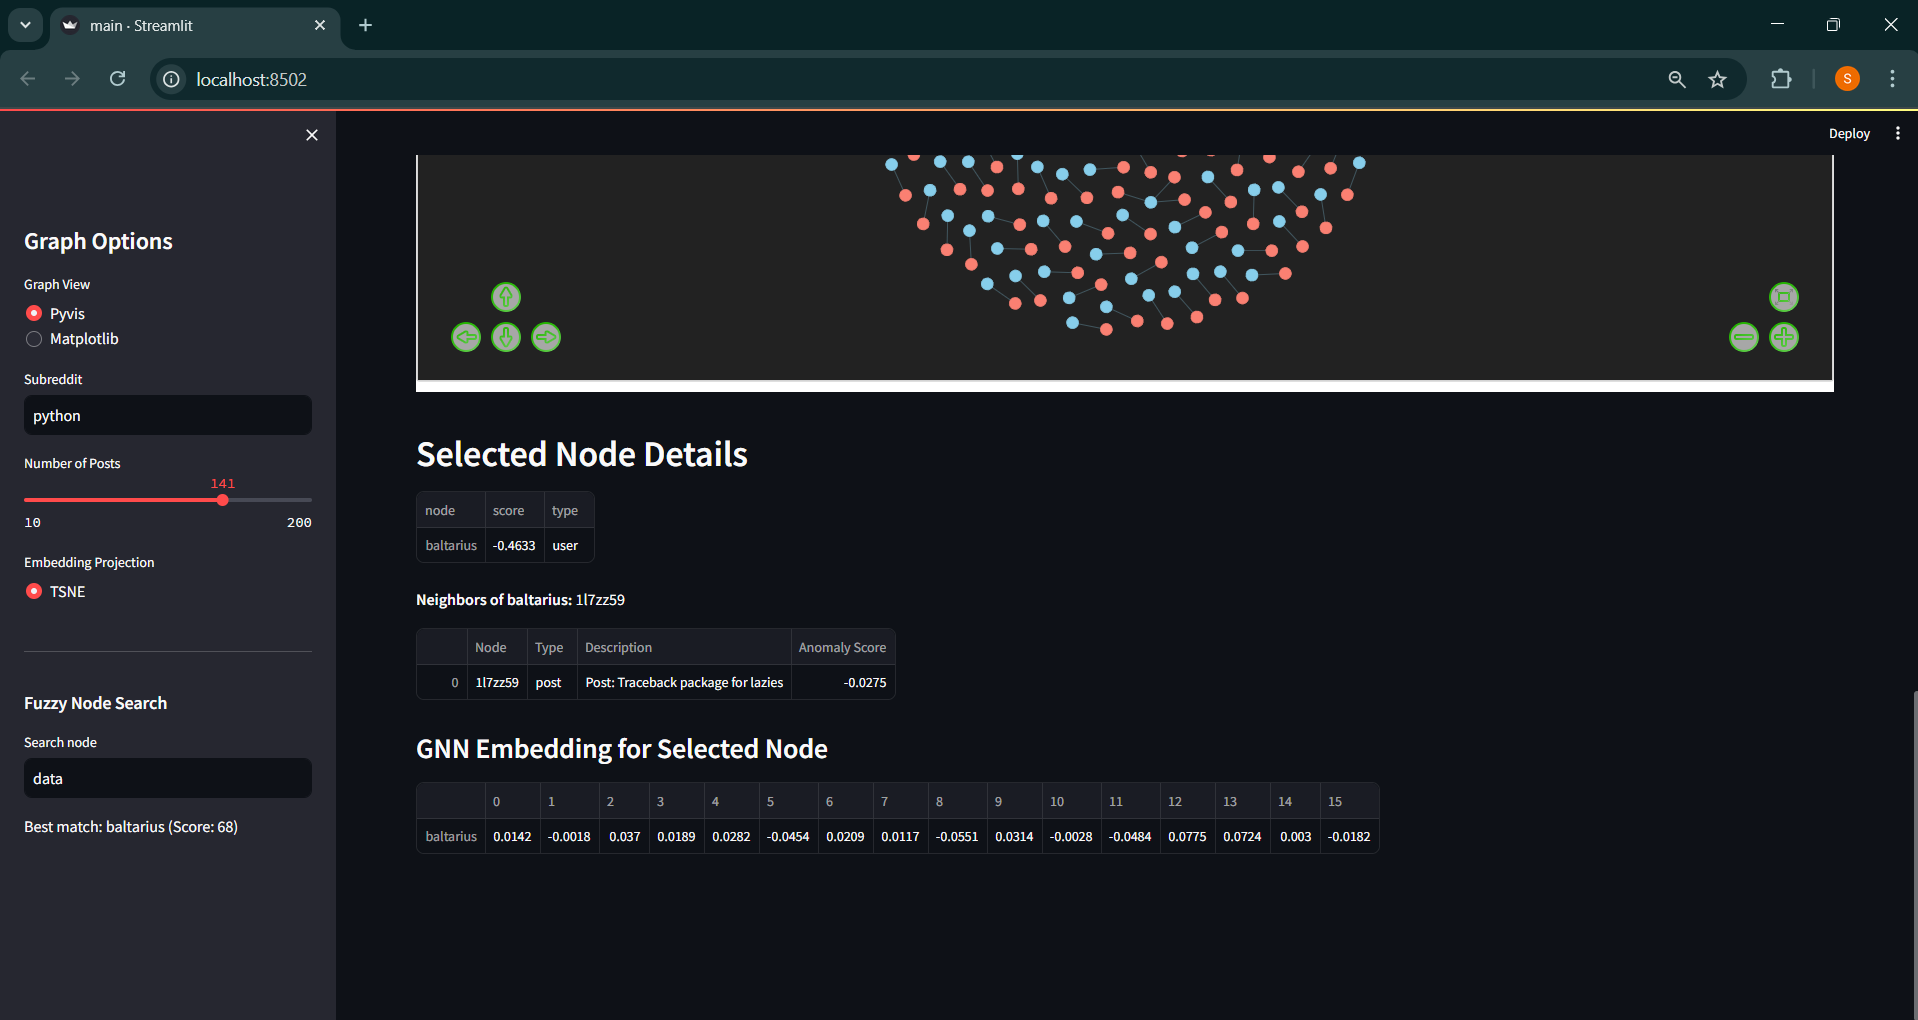 main · Streamlit
localhost:8502
S
Deploy
Graph Options
Graph View
Pyvis
Matplotlib
Subreddit
python
Number of Posts
141
10 200
Embedding Projection
TSNE
Fuzzy Node Search
Search node
data
Best match: baltarius (Score: 68)
Selected Node Details
node score type
baltarius -0.4633 user
Neighbors of baltarius: 1l7zz59
Node Type Description Anomaly Score
0 1l7zz59 post Post: Traceback package for lazies -0.0275
GNN Embedding for Selected Node
0 1 2 3 4 5 6 7 8 9 10 11 12 13 14 15
baltarius 0.0142 -0.0018 0.037 0.0189 0.0282 -0.0454 0.0209 0.0117 -0.0551 0.0314 -0.0028 -0.0484 0.0775 0.0724 0.003 -0.0182